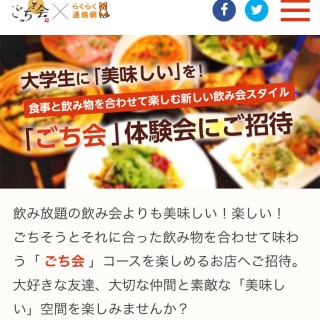 ごち会
らくらく
連絡網
大学生に「美味しい」を!
食事と飲み物を合わせて楽しむ新しい飲み会スタイル
「ごち会」体験会にご招待
飲み放題の飲み会よりも美味しい！楽しい！
ごちそうとそれに合った飲み物を合わせて味わ
う「 ごち会 」コースを楽しめるお店へご招待。
大好きな友達、大切な仲間と素敵な「美味し
い」空間を楽しみませんか？